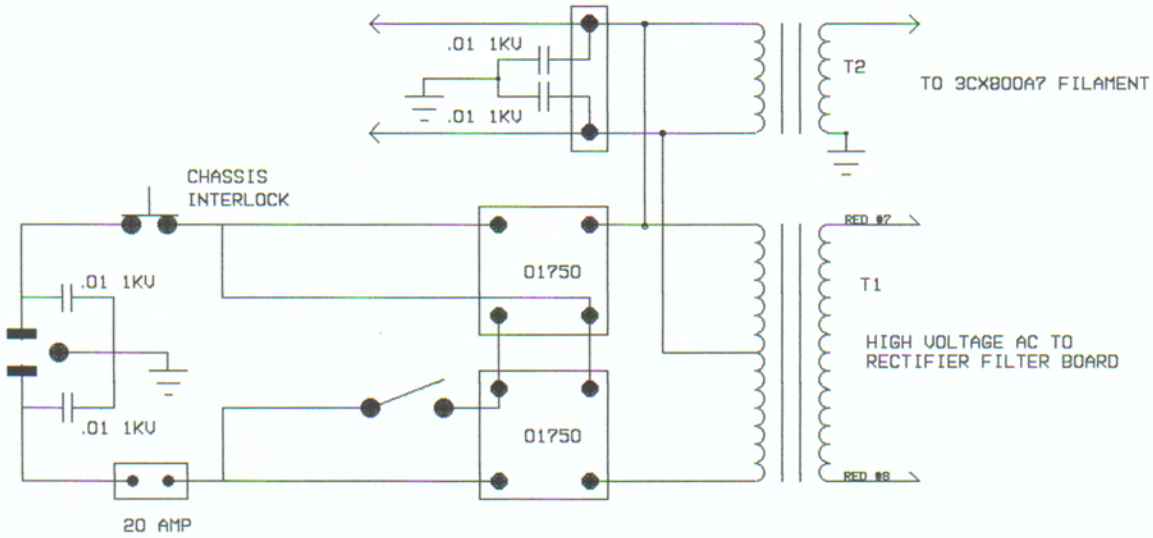 .01 1KV
.01 1KV
T2
TO 3CX800A7 FILAMENT
CHASSIS
INTERLOCK
RED #7
01750
.01 1KV
T1
HIGH VOLTAGE AC TO
RECTIFIER FILTER BOARD
.01 1KV
01750
RED #8
20 AMP